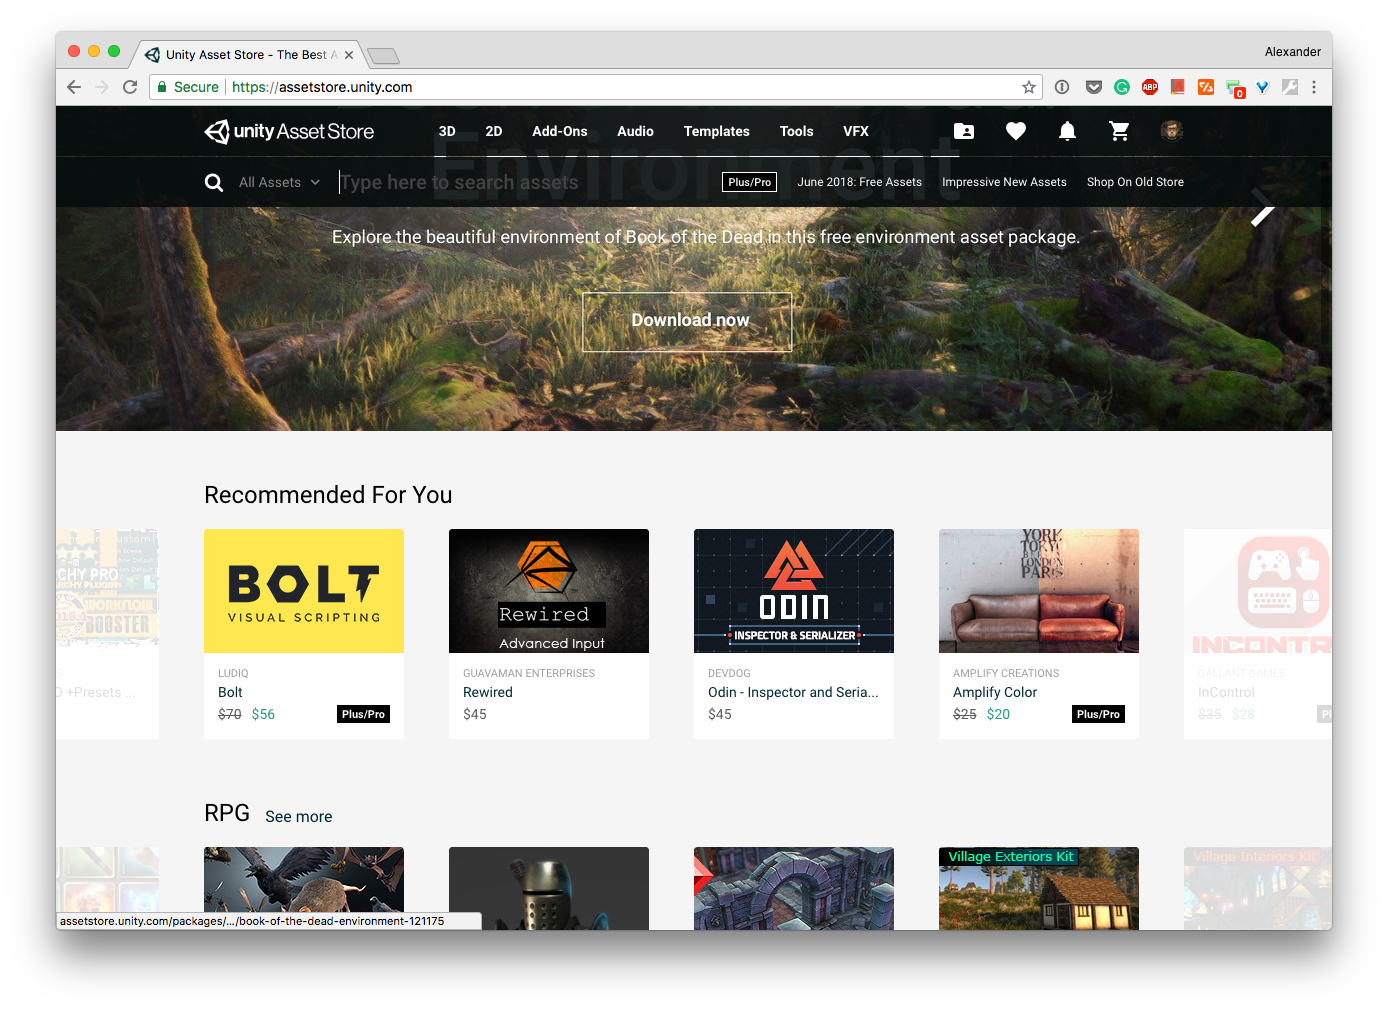 Unity Asset Store - The Best A
Alexander
Secure https://assetstore.unity.com
ABP
0
unity Asset Store 3D 2D Add-Ons Audio Templates Tools VFX
Environment
All Assets Type here to search assets Plus/Pro June 2018: Free Assets Impressive New Assets Shop On Old Store
Explore the beautiful environment of Book of the Dead in this free environment asset package.
Download now
Recommended For You
CHY PRO
WORKFLOW
BOOSTER
BOLT
VISUAL SCRIPTING
Rewired
Advanced Input
ODIN
INSPECTOR & SERIALIZER
YORK
TOKYO
LONDON
PARIS
INCONTR
S LUDIQ GUAVAMAN ENTERPRISES DEVDOG AMPLIFY CREATIONS GALLANT GAMES
O +Presets ... Bolt Rewired Odin - Inspector and Seria... Amplify Color InControl
$70 $56 Plus/Pro $45 $45 $25 $20 Plus/Pro $35 $28 Pl
RPG See more
Village Exteriors Kit Village Interiors Kit
assetstore.unity.com/packages/.../book-of-the-dead-environment-121175